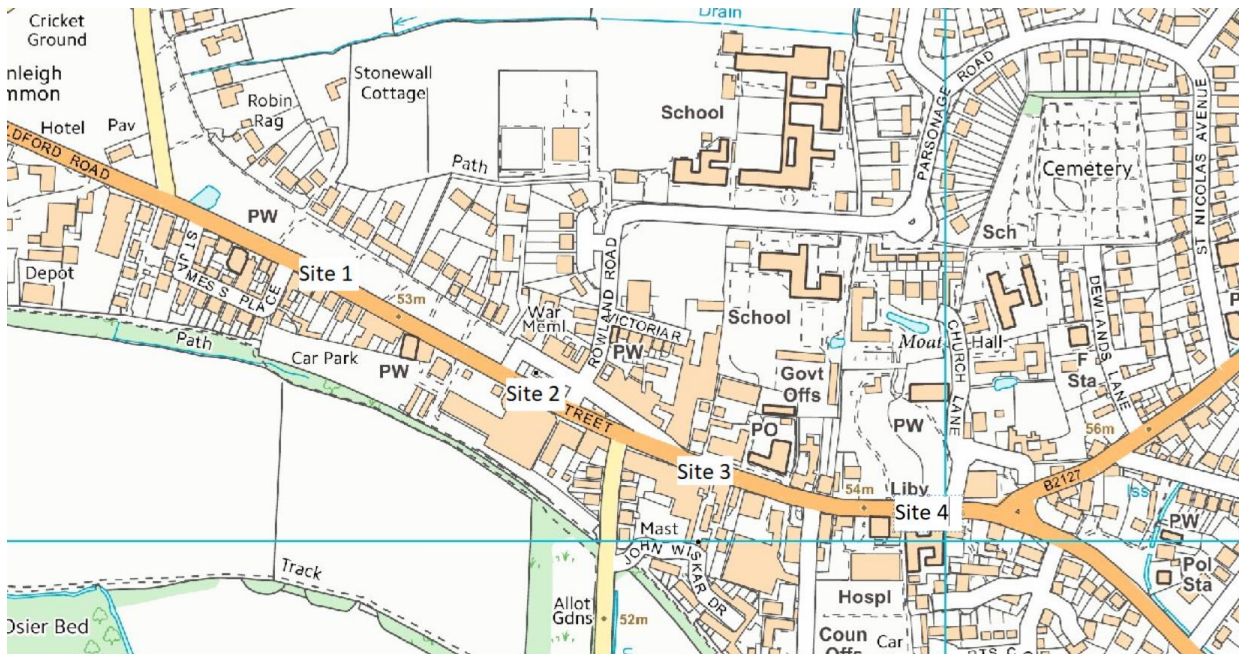 Cricket
Ground
Drain
nleigh
mmon
Stonewall
Cottage
School
PARSONAGE ROAD
ST NICOLAS AVENUE
Hotel
Pav
Robin
Rag
DFORD ROAD
Path
Cemetery
PW
Sch
Depot
ST JAMES'S PLACE
Site 1
53m
ROWLAND ROAD
War
Meml
VICTORIA R
PW
School
Moat
Hall
CHURCH LANE
DEWLANDS LANE
F
Sta
Path
Car Park
PW
Site 2
STREET
Govt
Offs
PO
PW
56m
B2127
Site 3
54m
Liby
Site 4
Iss
PW
Pol
Sta
Mast
JOHN WISKAR DR
Track
Allot
Gdns
52m
Hospl
Osier Bed
Coun
Offs
Car